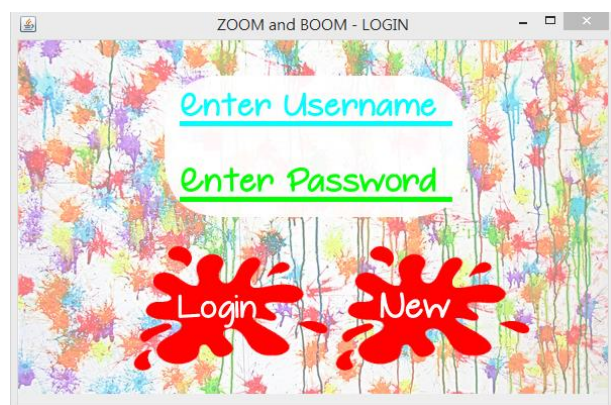 ZOOM and BOOM - LOGIN
Enter Username
Enter Password
Login
New